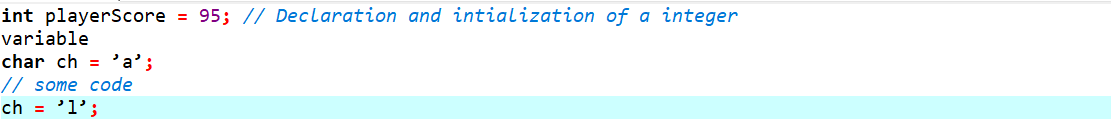 int playerScore = 95; // Declaration and intialization of a integer
variable
char ch = ’a’;
// some code
ch = ’l’;